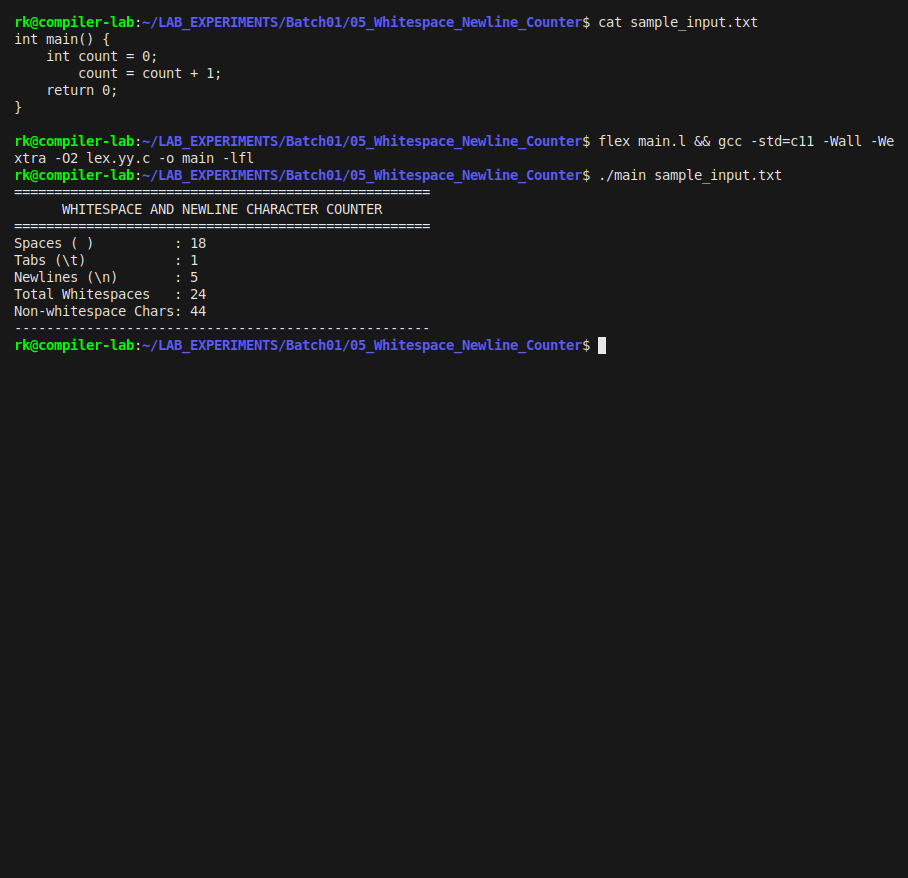 rk@compiler-lab:~/LAB_EXPERIMENTS/Batch01/05_Whitespace_Newline_Counter$ cat sample_input.txt
int main() {
    int count = 0;
        count = count + 1;
    return 0;
}

rk@compiler-lab:~/LAB_EXPERIMENTS/Batch01/05_Whitespace_Newline_Counter$ flex main.l && gcc -std=c11 -Wall -We
xtra -O2 lex.yy.c -o main -lfl
rk@compiler-lab:~/LAB_EXPERIMENTS/Batch01/05_Whitespace_Newline_Counter$ ./main sample_input.txt
====================================================
      WHITESPACE AND NEWLINE CHARACTER COUNTER
====================================================
Spaces ( )          : 18
Tabs (\t)           : 1
Newlines (\n)       : 5
Total Whitespaces   : 24
Non-whitespace Chars: 44
----------------------------------------------------
rk@compiler-lab:~/LAB_EXPERIMENTS/Batch01/05_Whitespace_Newline_Counter$